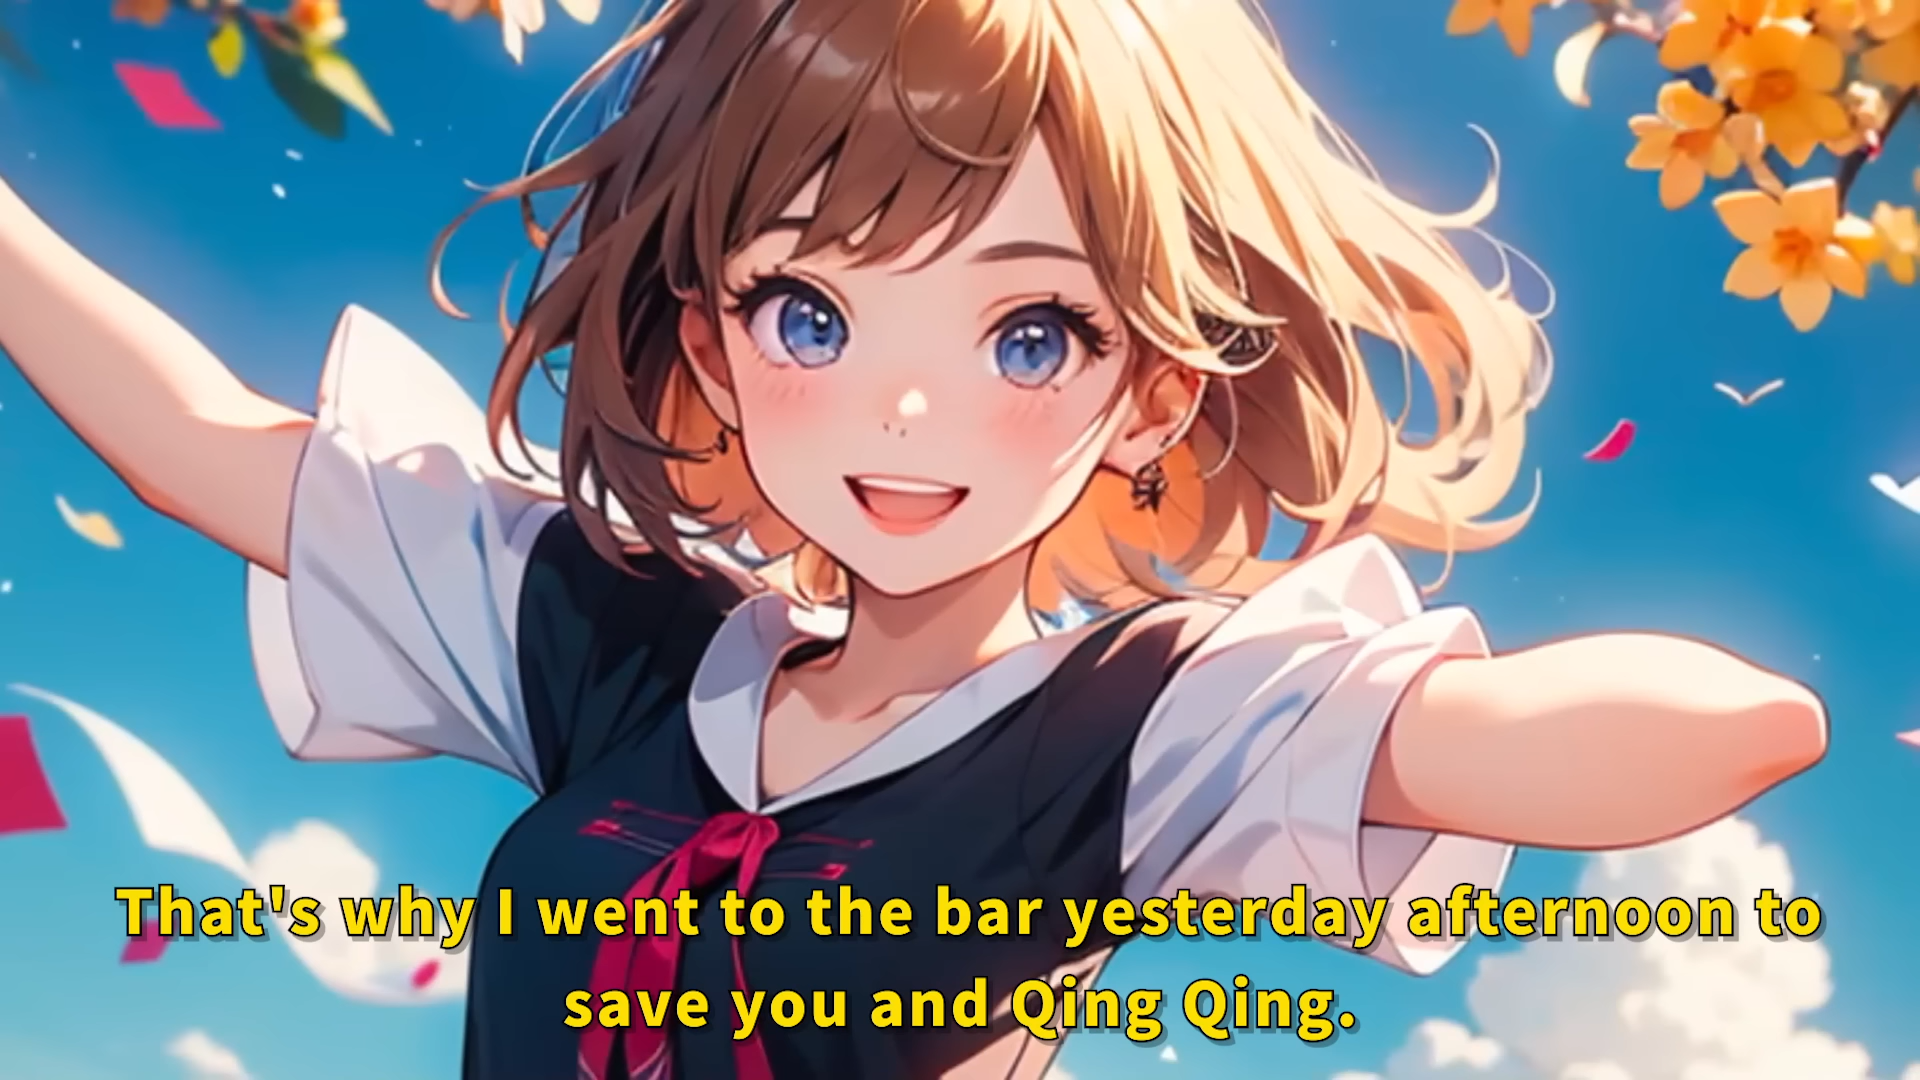 That's why I went to the bar yesterday afternoon to
save you and Qing Qing.